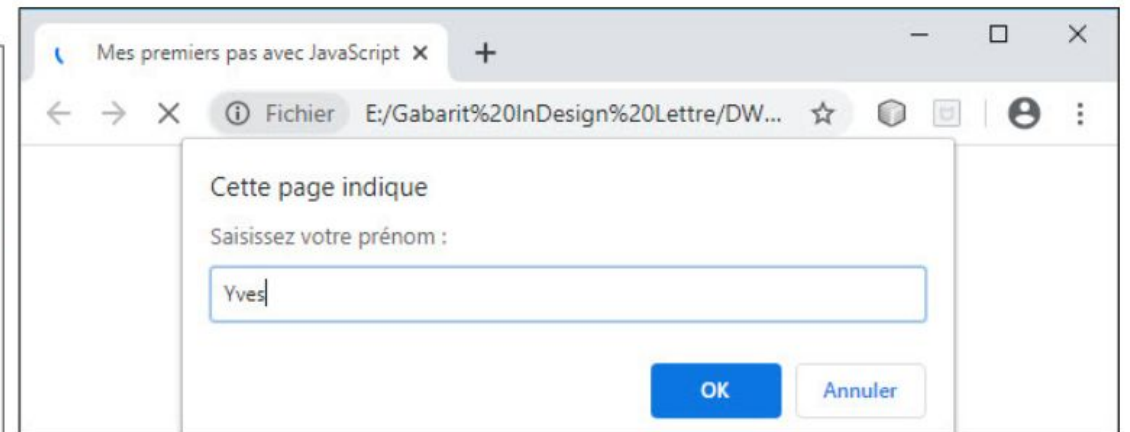 Mes premiers pas avec JavaScript
Fichier E:/Gabarit%20InDesign%20Lettre/DW...
Cette page indique
Saisissez votre prénom :
Yves
OK Annuler